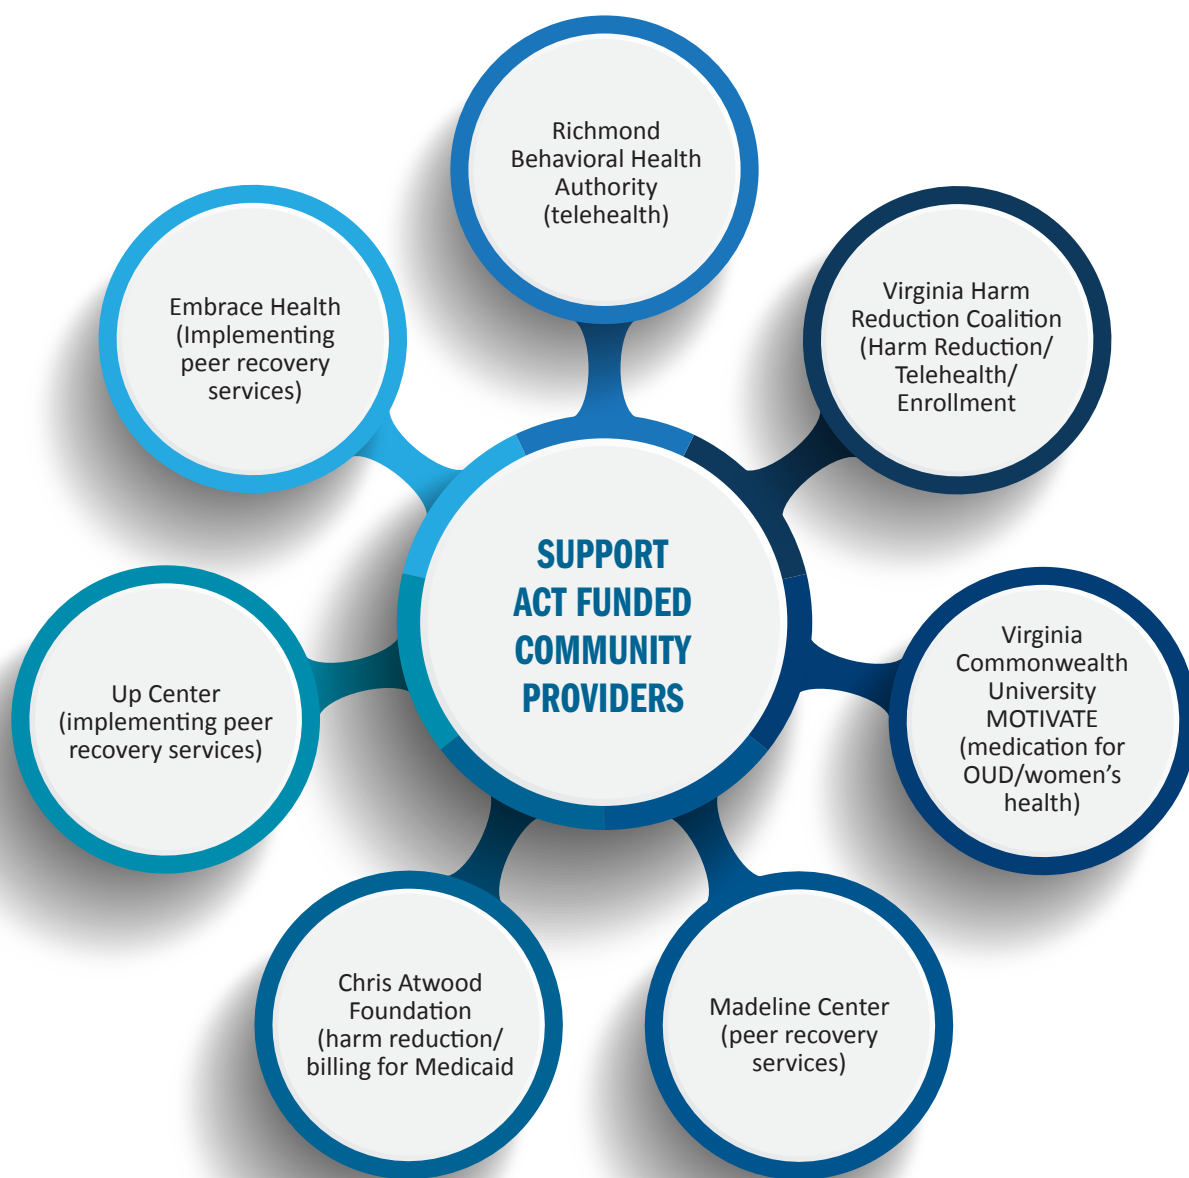 Richmond
Behavioral Health
Authority
(telehealth)
Virginia Harm
Reduction Coalition
(Harm Reduction/
Telehealth/
Enrollment
Embrace Health
(Implementing
peer recovery
services)
SUPPORT
ACT FUNDED
COMMUNITY
PROVIDERS
Virginia
Commonwealth
University
MOTIVATE
(medication for
OUD/women’s
health)
Up Center
(implementing peer
recovery services)
Chris Atwood
Foundation
(harm reduction/
billing for Medicaid
Madeline Center
(peer recovery
services)